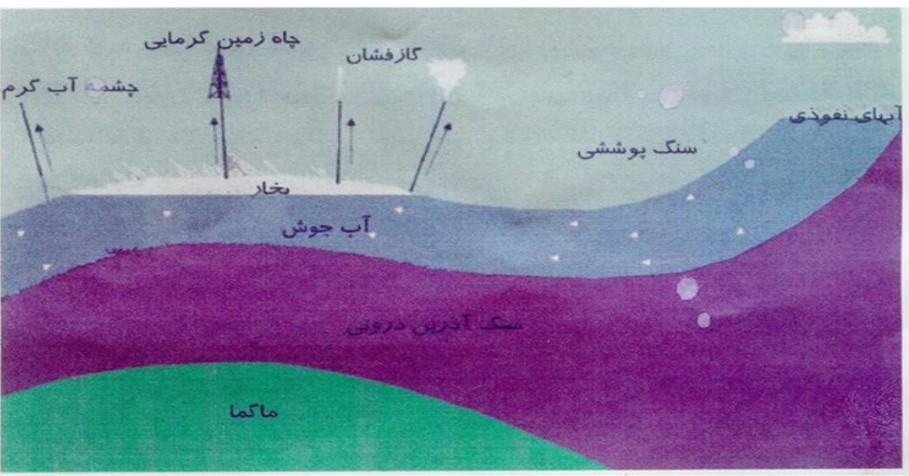 چاه زمین گرمایی
گازفشان
چشمه آب گرم
آبهای نفوذی
سنگ پوششی
بخار
آب جوش
سنگ آذرین درونی
ماگما